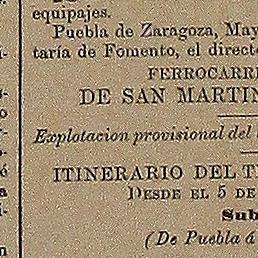 equipajes.
Puebla de Zaragoza, May
taría de Fomento, el direct
FERROCARRI
DE SAN MARTIN
Explotacion provisional del
ITINERARIO DEL T
DESDE EL 5 DE
Sub
(De Puebla á